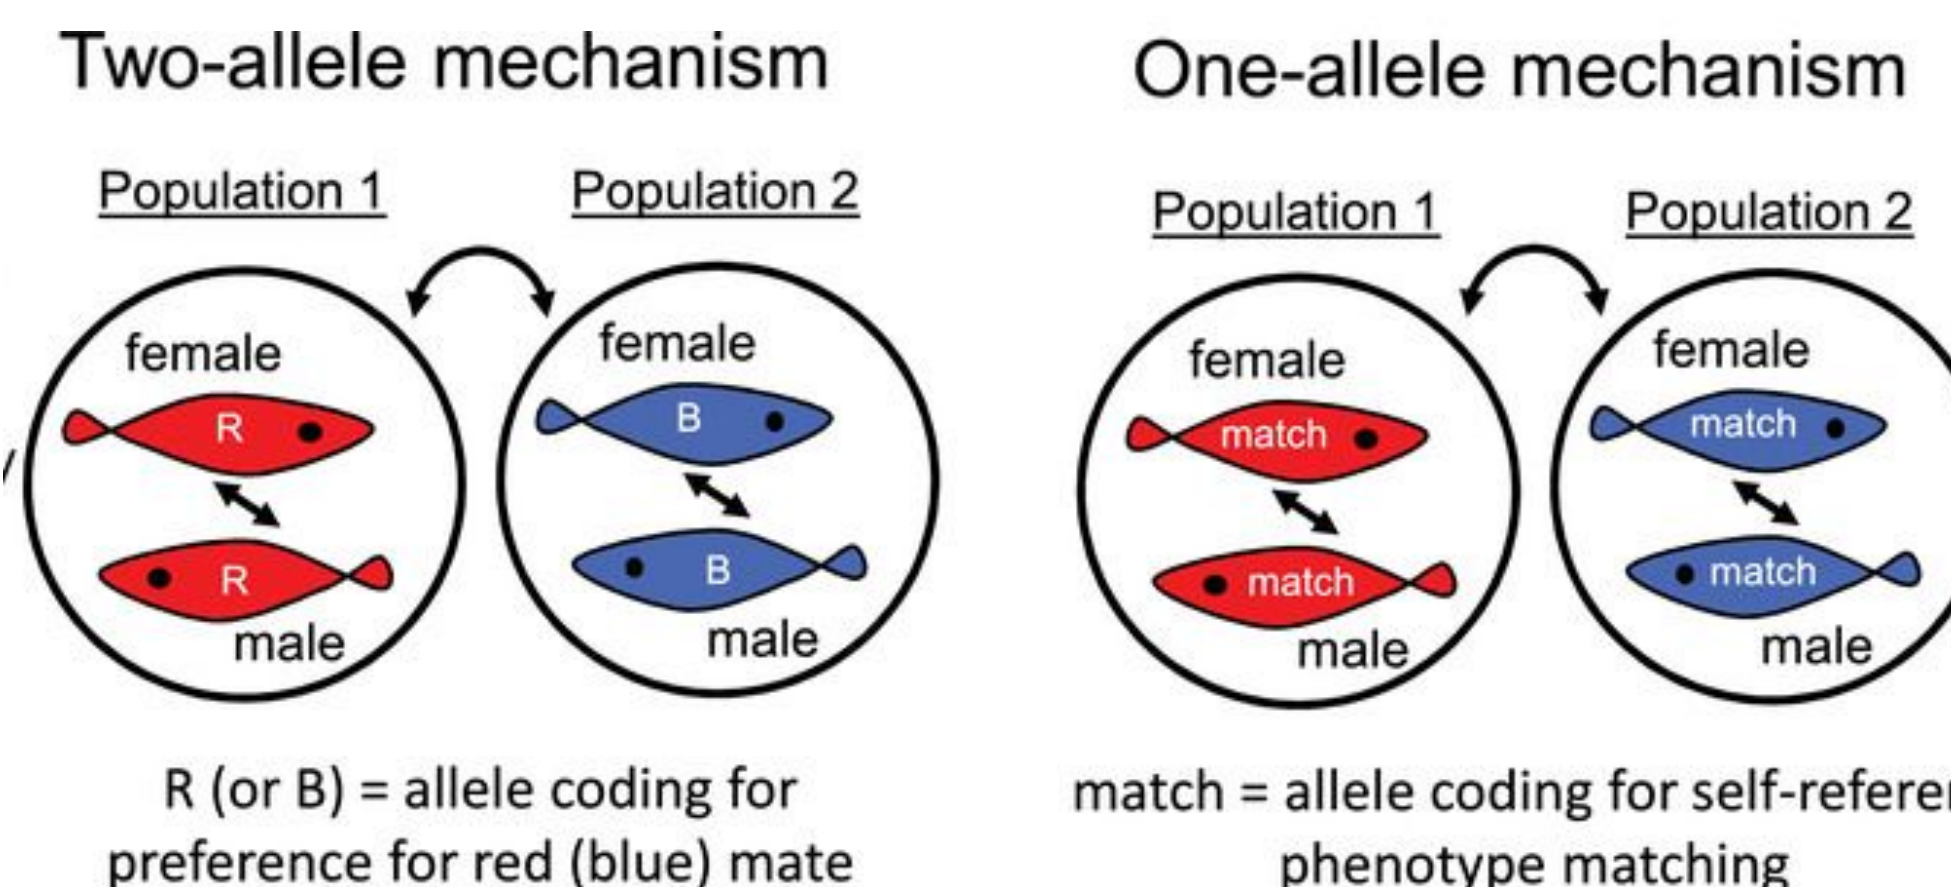 Two-allele mechanism
Population 1 Population 2
female
R
R
male
female
B
B
male
R (or B) = allele coding for
preference for red (blue) mate
One-allele mechanism
Population 1 Population 2
female
match
match
male
female
match
match
male
match = allele coding for self-refere
phenotype matching